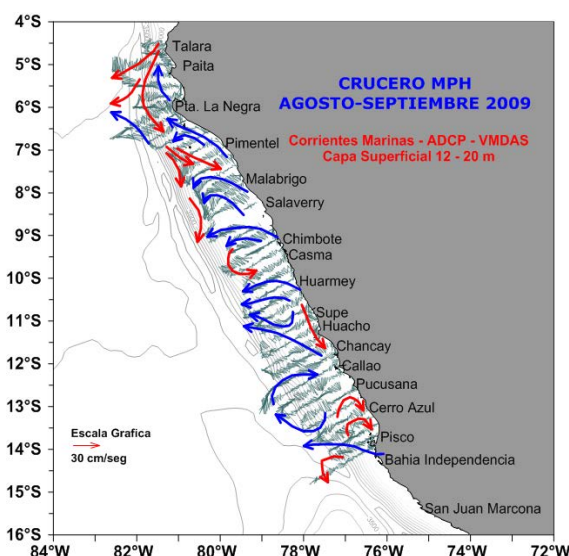 4°S
5°S
6°S
7°S
8°S
9°S
10°S
11°S
12°S
13°S
14°S
15°S
16°S
84°W
82°W
80°W
78°W
76°W
74°W
72°W
CRUCERO MPH
AGOSTO-SEPTIEMBRE 2009
Corrientes Marinas - ADCP - VMDAS
Capa Superficial 12 - 20 m
Talara
Paita
Pta. La Negra
Pimentel
Malabrigo
Salaverry
Chimbote
Casma
Huarmey
Supe
Huacho
Chancay
Callao
Pucusana
Cerro Azul
Pisco
Bahia Independencia
San Juan Marcona
Escala Grafica
30 cm/seg